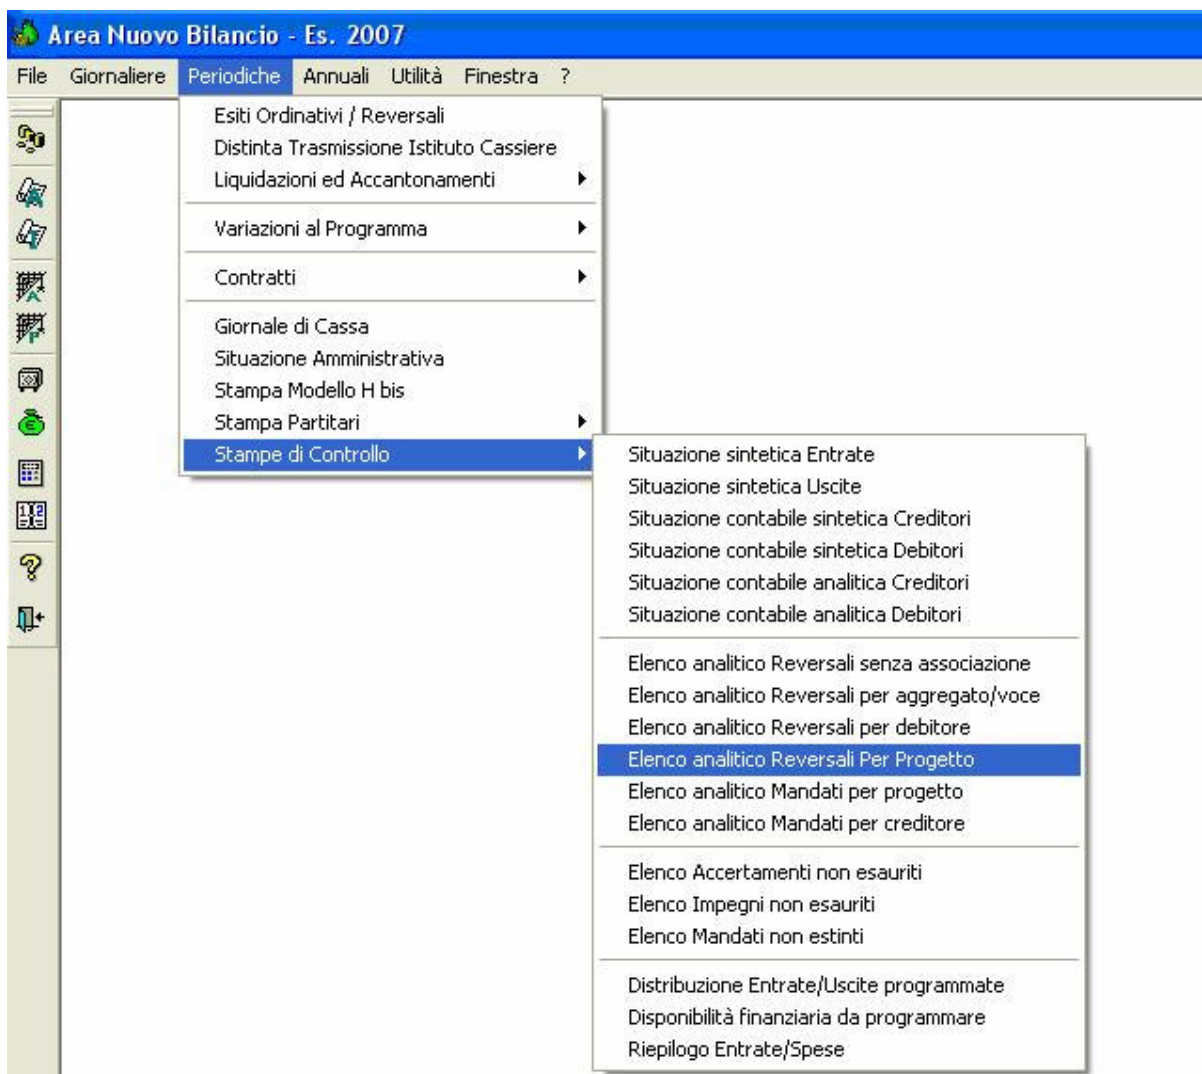 Area Nuovo Bilancio - Es. 2007
File Giornaliere Periodiche Annuali Utilità Finestra ?
Esiti Ordinativi / Reversali
Distinta Trasmissione Istituto Cassiere
Liquidazioni ed Accantonamenti
Variazioni al Programma
Contratti
Giornale di Cassa
Situazione Amministrativa
Stampa Modello H bis
Stampa Partitari
Stampe di Controllo
Situazione sintetica Entrate
Situazione sintetica Uscite
Situazione contabile sintetica Creditori
Situazione contabile sintetica Debitori
Situazione contabile analitica Creditori
Situazione contabile analitica Debitori
Elenco analitico Reversali senza associazione
Elenco analitico Reversali per aggregato/voce
Elenco analitico Reversali per debitore
Elenco analitico Reversali Per Progetto
Elenco analitico Mandati per progetto
Elenco analitico Mandati per creditore
Elenco Accertamenti non esauriti
Elenco Impegni non esauriti
Elenco Mandati non estinti
Distribuzione Entrate/Uscite programmate
Disponibilità finanziaria da programmare
Riepilogo Entrate/Spese